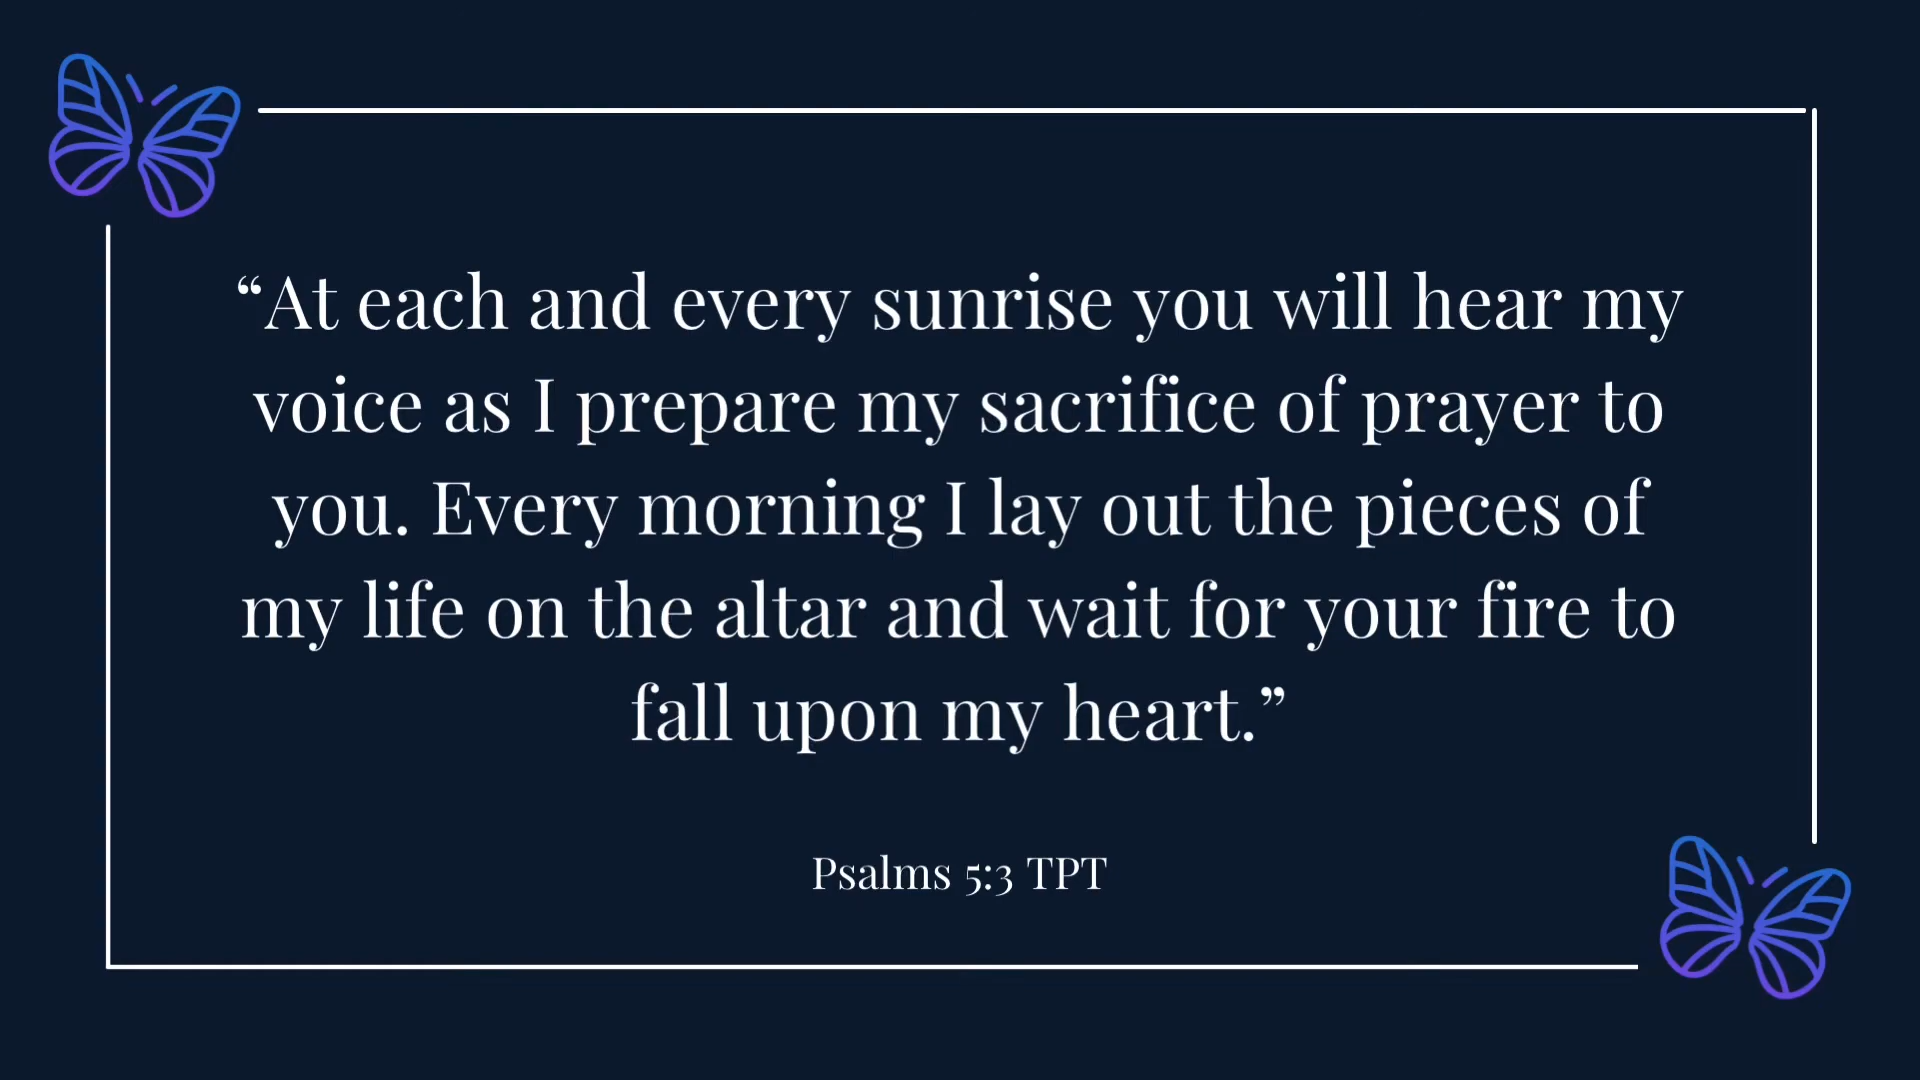 “At each and every sunrise you will hear my
voice as I prepare my sacrifice of prayer to
you. Every morning I lay out the pieces of
my life on the altar and wait for your fire to
fall upon my heart.”
Psalms 5:3 TPT